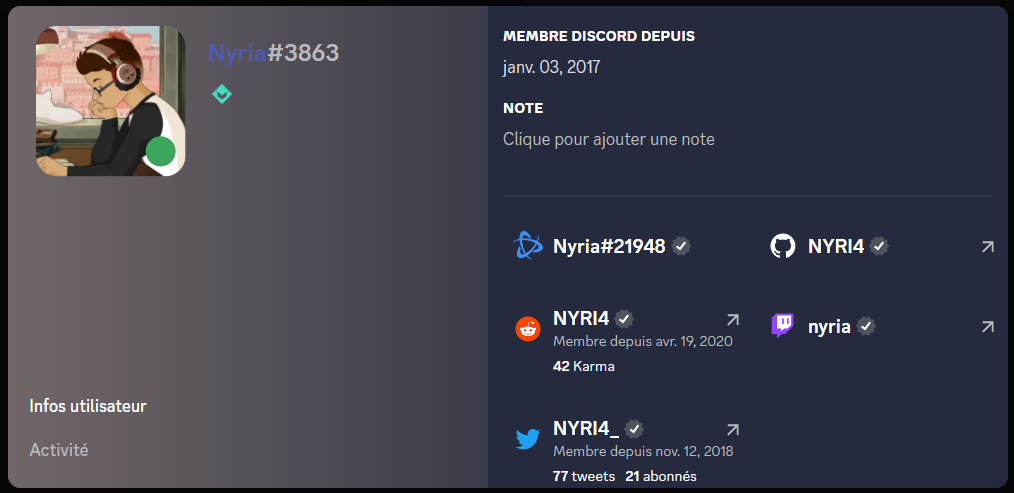 Nyria#3863
Infos utilisateur
Activité
MEMBRE DISCORD DEPUIS
janv. 03, 2017
NOTE
Clique pour ajouter une note
Nyria#21948
NYRI4
NYRI4
Membre depuis avr. 19, 2020
42 Karma
nyria
NYRI4_
Membre depuis nov. 12, 2018
77 tweets 21 abonnés